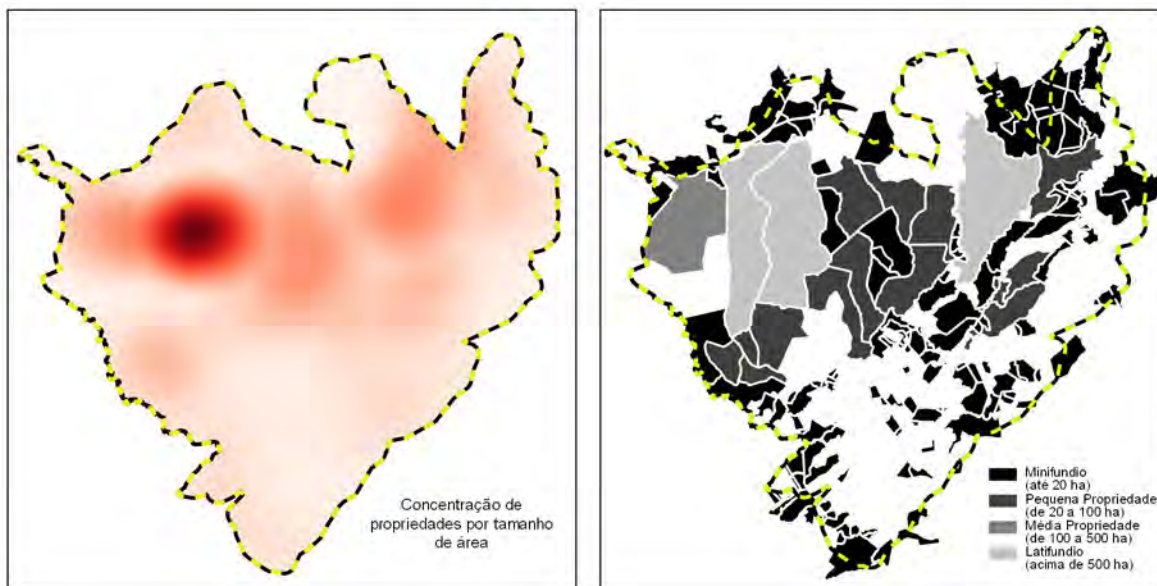 Concentração de
propriedades por tamanho
de área
Minifundio
(até 20 ha)
Pequena Propriedade
(de 20 a 100 ha)
Média Propriedade
(de 100 a 500 ha)
Latifundio
(acima de 500 ha)